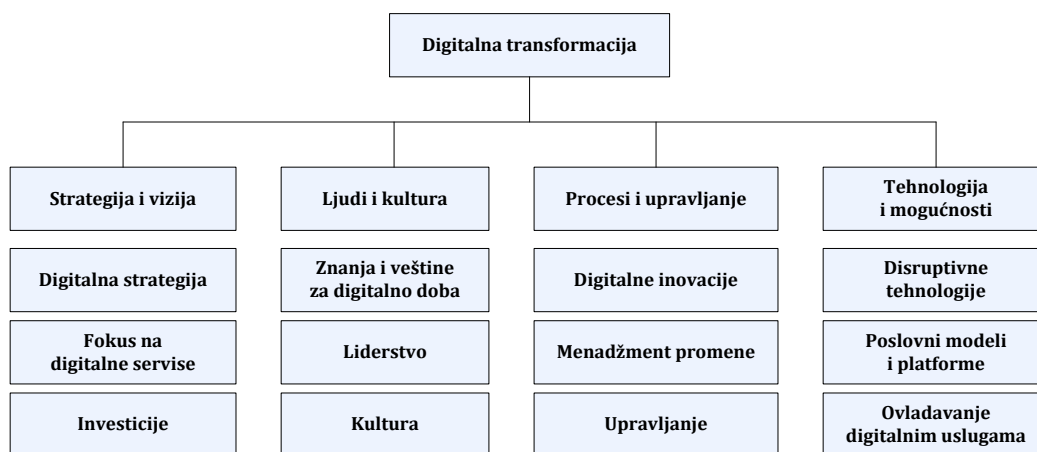 Digitalna transformacija
Strategija i vizija
Ljudi i kultura
Procesi i upravljanje
Tehnologija
i mogućnosti
Digitalna strategija
Znanja i veštine
za digitalno doba
Digitalne inovacije
Disruptivne
tehnologije
Fokus na
digitalne servise
Liderstvo
Menadžment promene
Poslovni modeli
i platforme
Investicije
Kultura
Upravljanje
Ovladavanje
digitalnim uslugama